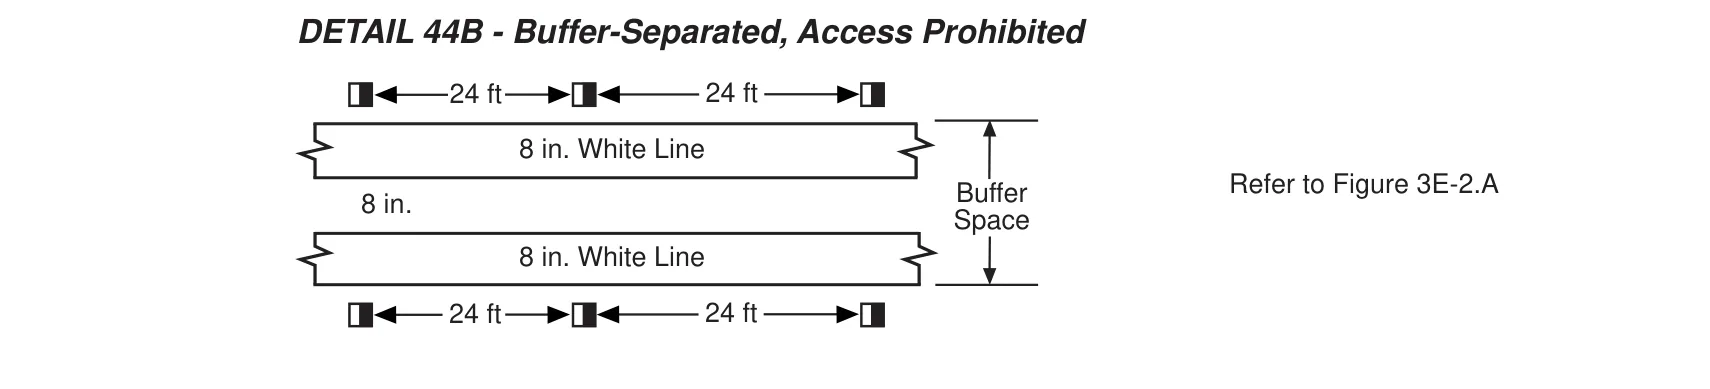 DETAIL 44B - Buffer-Separated, Access Prohibited
24 ft 24 ft
8 in. White Line
8 in.
Buffer
Space
Refer to Figure 3E-2.A
8 in. White Line
24 ft 24 ft